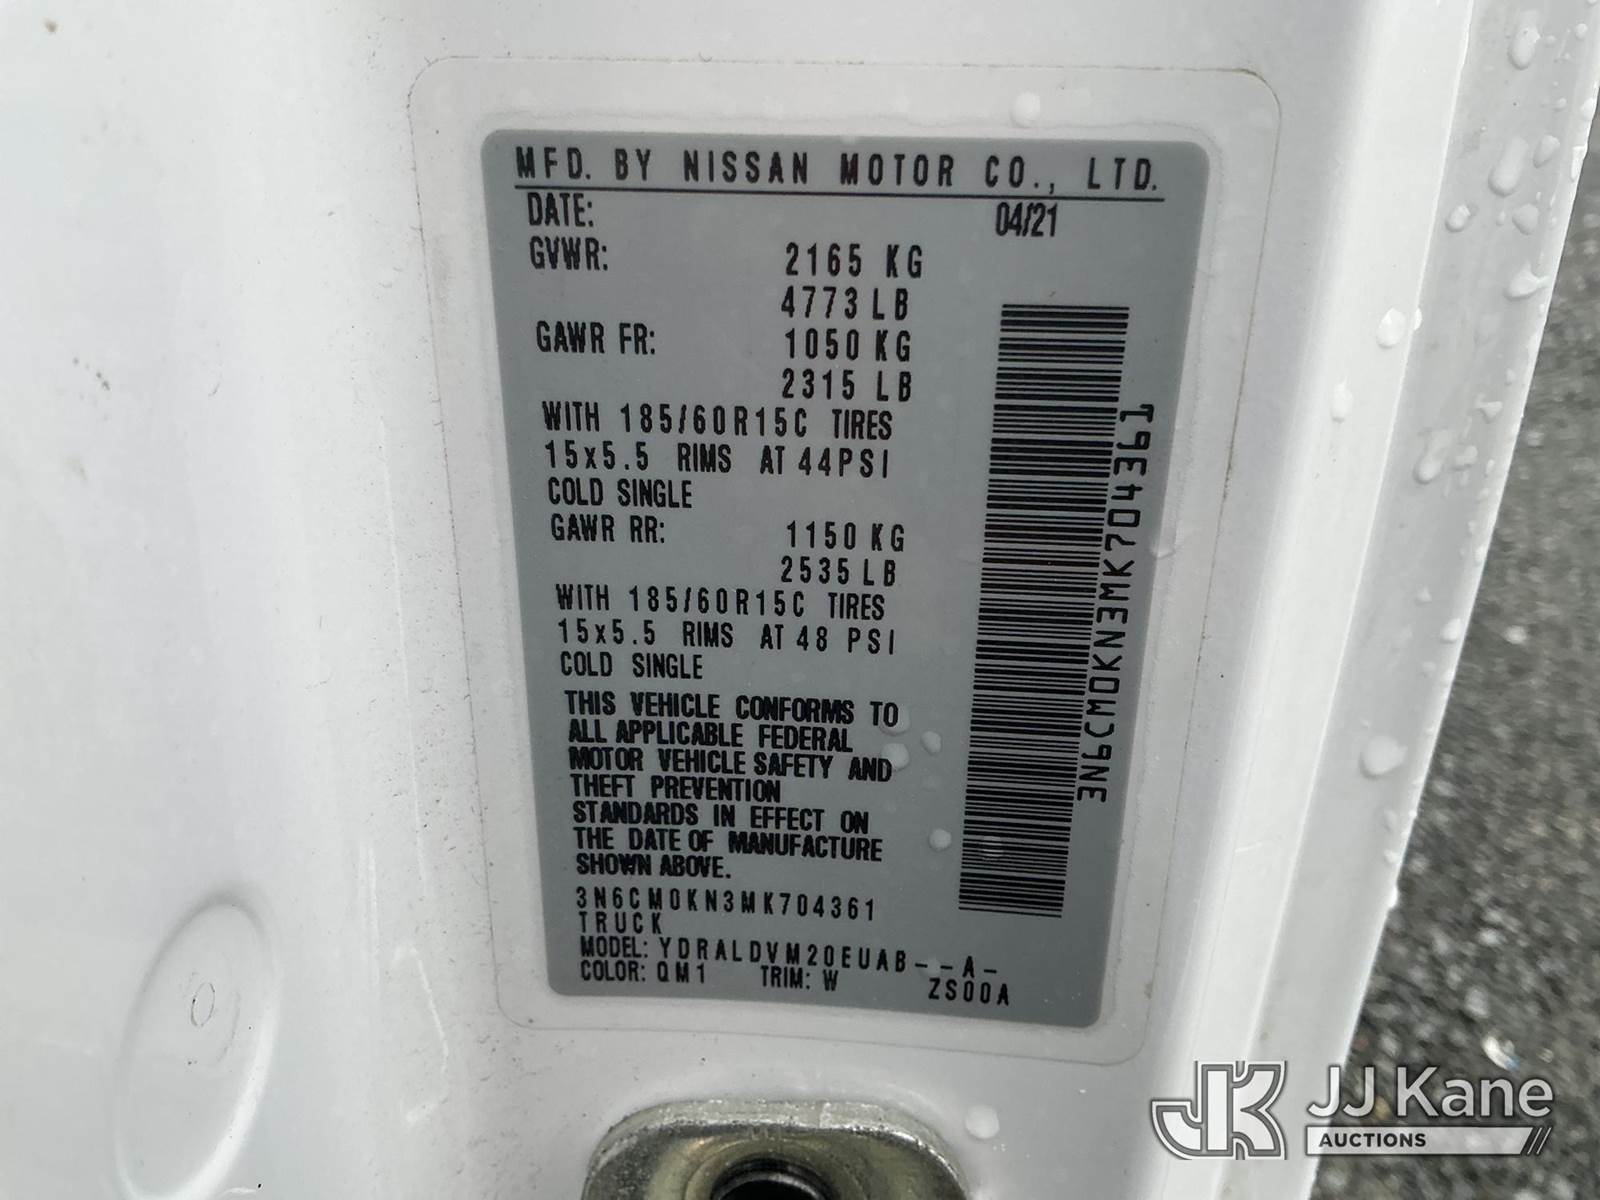 MFD. BY NISSAN MOTOR CO., LTD.
DATE: 04/21
GVWR: 2165 KG
4773 LB
GAWR FR: 1050 KG
2315 LB
WITH 185/60R15C TIRES
15x5.5 RIMS AT 44PSI
COLD SINGLE
GAWR RR: 1150 KG
2535 LB
WITH 185/60R15C TIRES
15x5.5 RIMS AT 48 PSI
COLD SINGLE
THIS VEHICLE CONFORMS TO
ALL APPLICABLE FEDERAL
MOTOR VEHICLE SAFETY AND
THEFT PREVENTION
STANDARDS IN EFFECT ON
THE DATE OF MANUFACTURE
SHOWN ABOVE.
3N6CM0KN3MK704361
TRUCK
MODEL: YDRALDVM20EUAB--A-
COLOR: QM1 TRIM: W ZS00A
3N6CM0KN3MK704361
JK JJ Kane
AUCTIONS